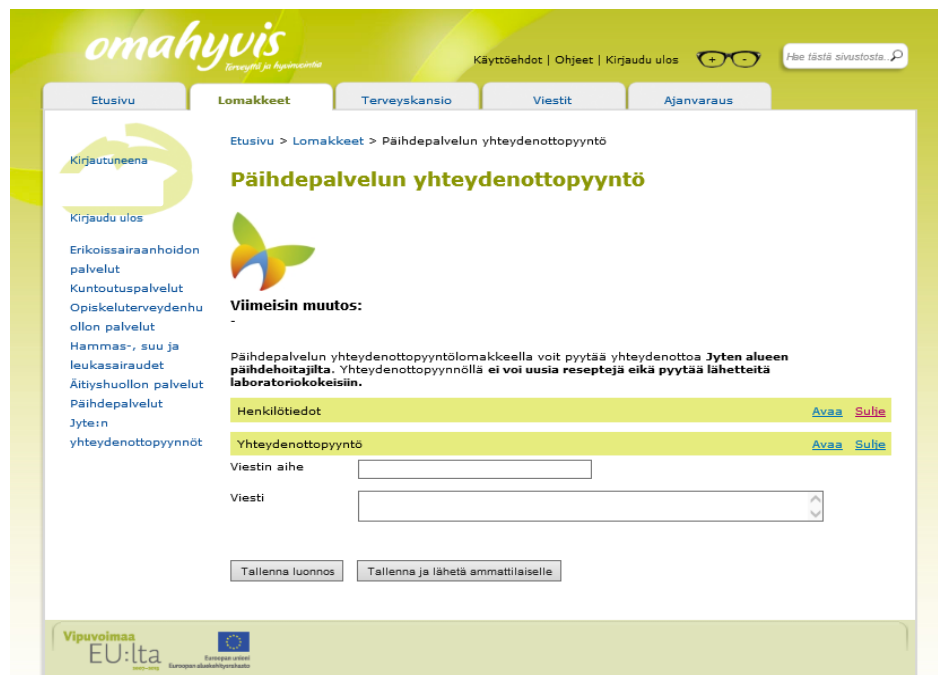 omahyvis
Terveyttä ja hyvinvointia
Käyttöehdot | Ohjeet | Kirjaudu ulos
+ -
Hae tästä sivustosta...
Etusivu Lomakkeet Terveyskansio Viestit Ajanvaraus
Etusivu > Lomakkeet > Päihdepalvelun yhteydenottopyyntö
Kirjautuneena
Kirjaudu ulos
Erikoissairaanhoidon
palvelut
Kuntoutuspalvelut
Opiskeluterveydenhu
ollon palvelut
Hammas-, suu ja
leukasairaudet
Äitiyshuollon palvelut
Päihdepalvelut
Jyte:n
yhteydenottopyynnöt
Päihdepalvelun yhteydenottopyyntö
Viimeisin muutos:
-
Päihdepalvelun yhteydenottopyyntölomakkeella voit pyytää yhteydenottoa Jyten alueen
päihdehoitajilta. Yhteydenottopyynnöllä ei voi uusia reseptejä eikä pyytää lähetteitä
laboratoriokokeisiin.
Henkilötiedot Avaa Sulje
Yhteydenottopyyntö Avaa Sulje
Viestin aihe
Viesti
Tallenna luonnos Tallenna ja lähetä ammattilaiselle
Vipuvoimaa
EU:lta
2007–2013
Euroopan unioni
Euroopan aluekehitysrahasto